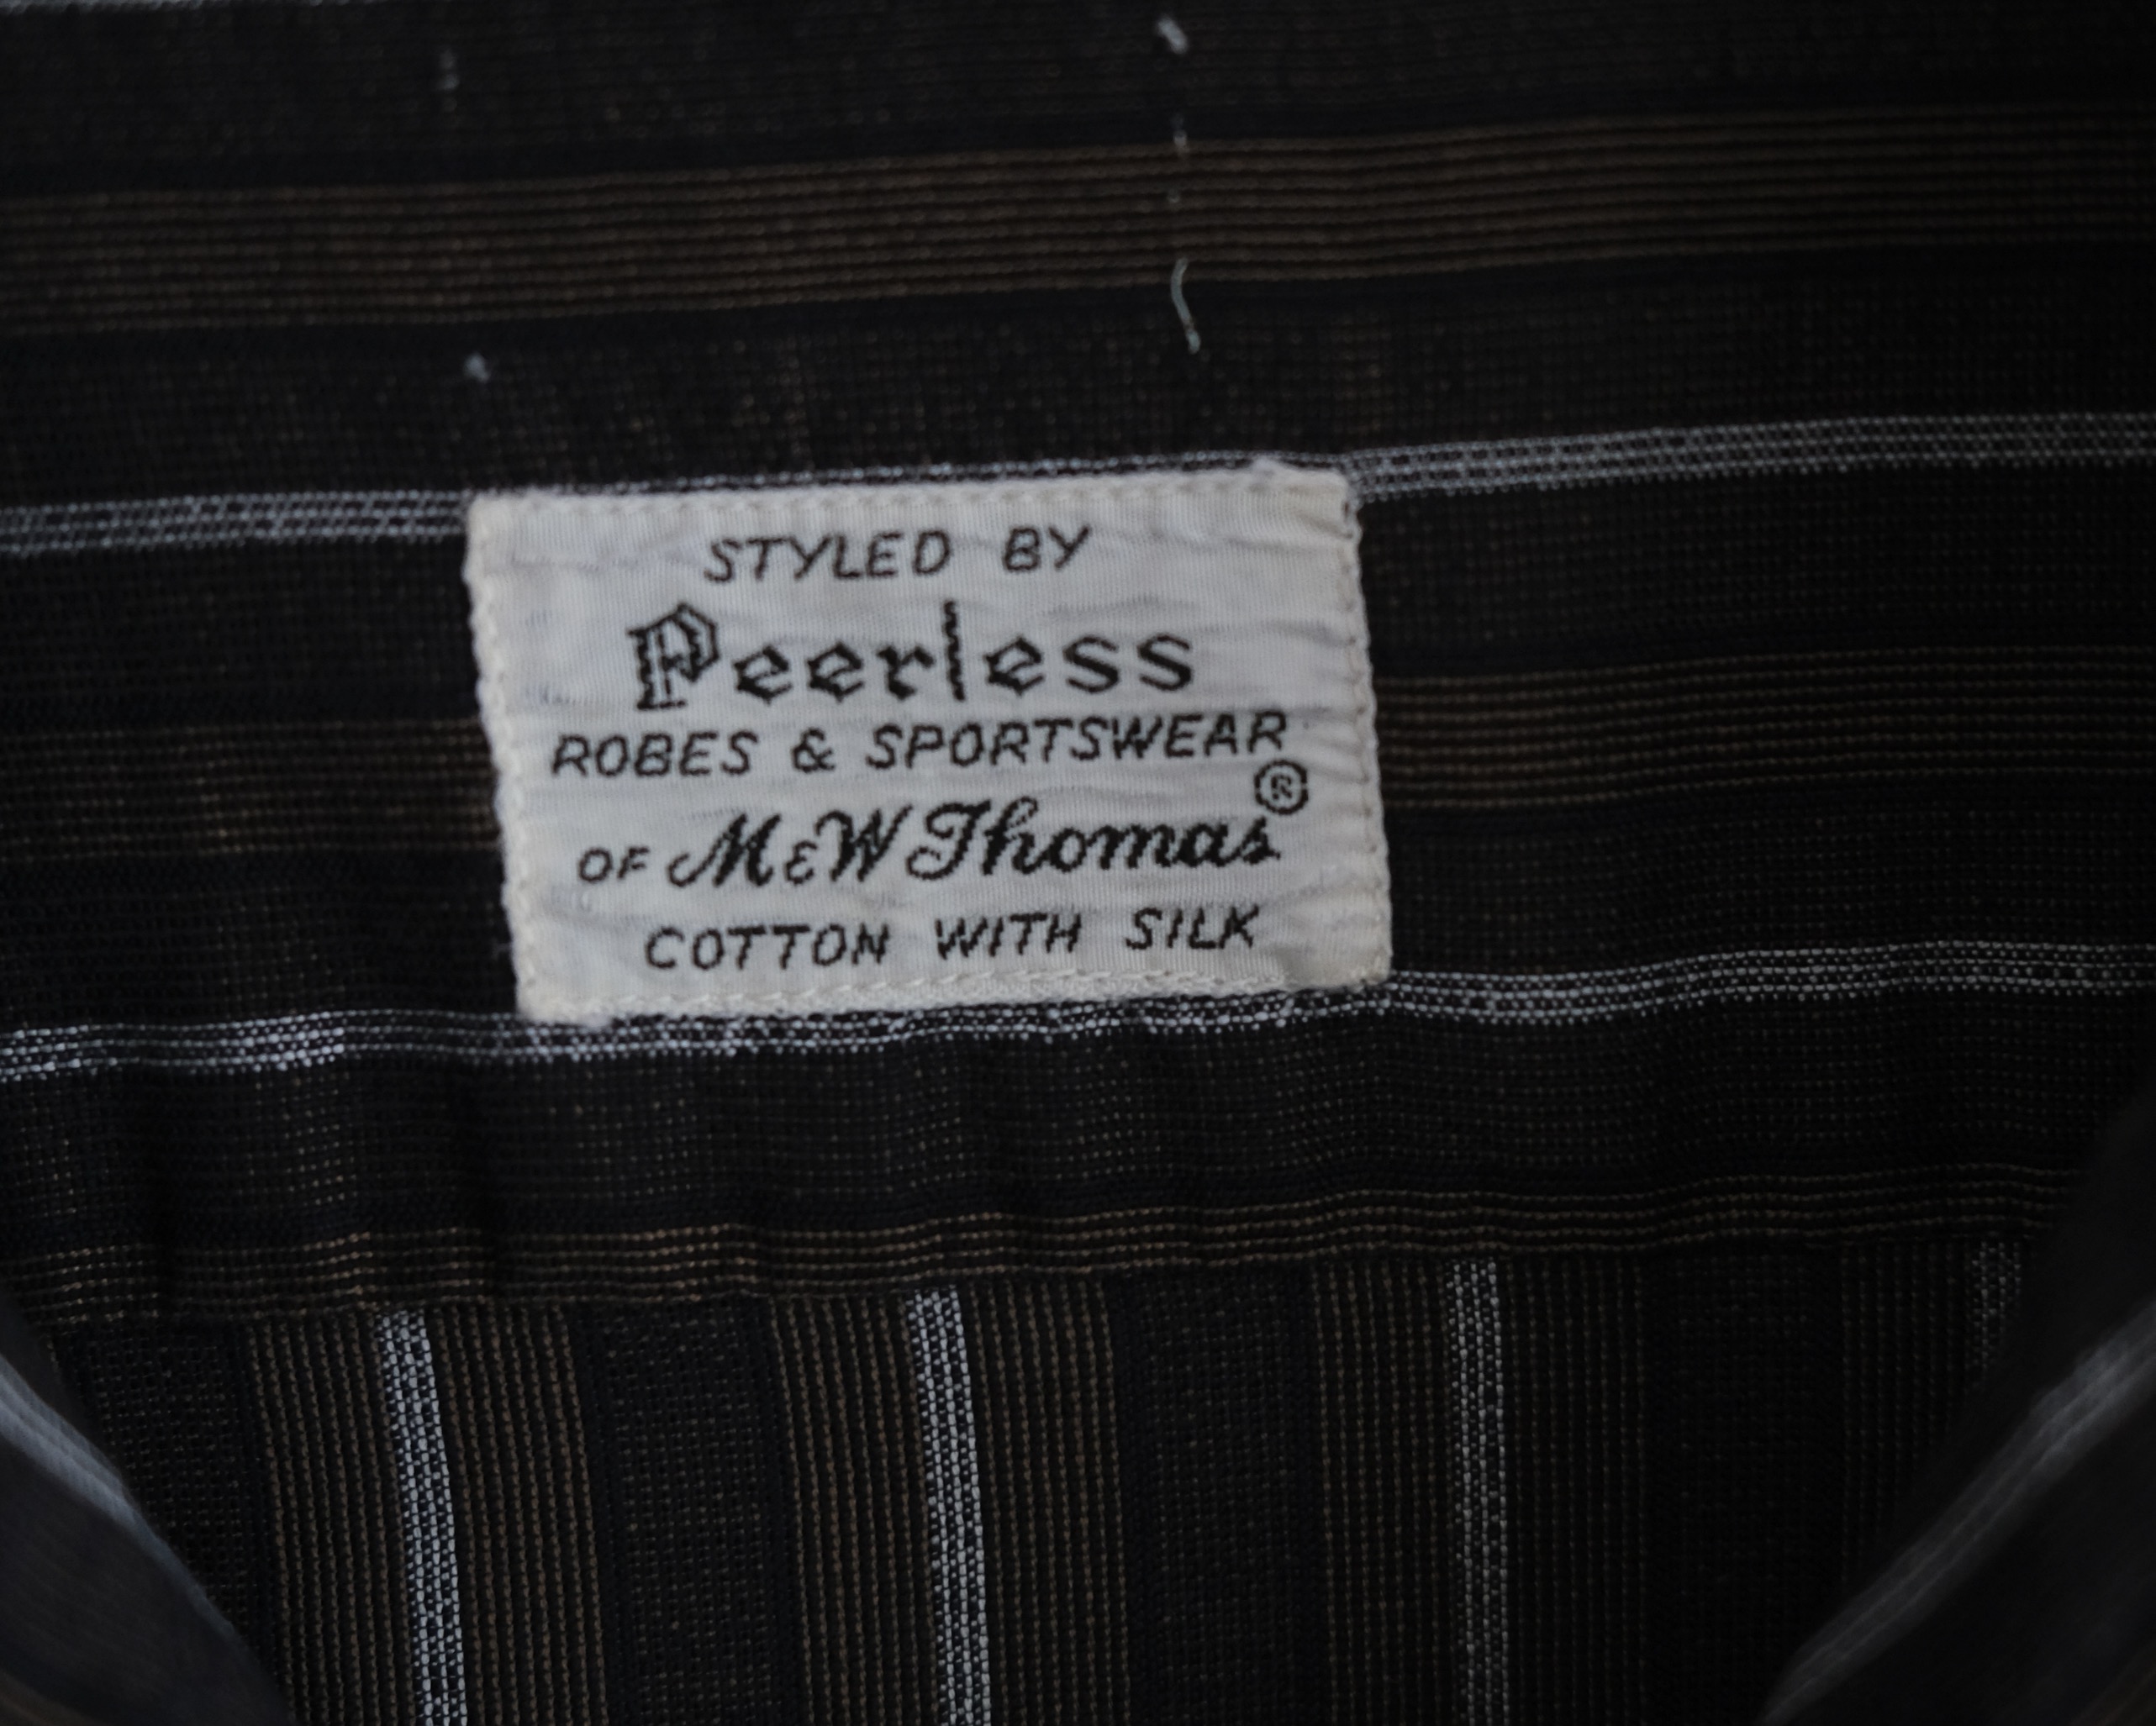 STYLED BY
Peerless
ROBES & SPORTSWEAR
OF M&W Thomas®
COTTON WITH SILK